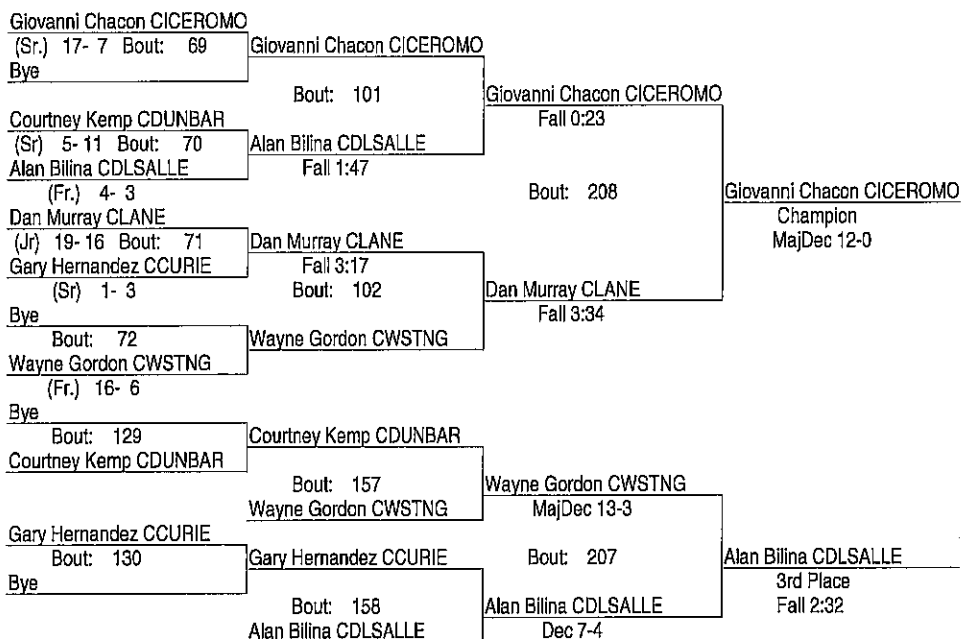 Giovanni Chacon CICEROMO
(Sr.) 17- 7 Bout: 69
Bye
Giovanni Chacon CICEROMO
Bout: 101
Courtney Kemp CDUNBAR
(Sr) 5- 11 Bout: 70
Alan Bilina CDLSALLE
(Fr.) 4- 3
Alan Bilina CDLSALLE
Fall 1:47
Giovanni Chacon CICEROMO
Fall 0:23
Bout: 208
Dan Murray CLANE
(Jr) 19- 16 Bout: 71
Gary Hernandez CCURIE
(Sr) 1- 3
Dan Murray CLANE
Fall 3:17
Bout: 102
Bye
Bout: 72
Wayne Gordon CWSTNG
(Fr.) 16- 6
Wayne Gordon CWSTNG
Dan Murray CLANE
Fall 3:34
Giovanni Chacon CICEROMO
Champion
MajDec 12-0
Bye
Bout: 129
Courtney Kemp CDUNBAR
Courtney Kemp CDUNBAR
Bout: 157
Wayne Gordon CWSTNG
Wayne Gordon CWSTNG
MajDec 13-3
Bout: 207
Gary Hernandez CCURIE
Bout: 130
Bye
Gary Hernandez CCURIE
Bout: 158
Alan Bilina CDLSALLE
Alan Bilina CDLSALLE
Dec 7-4
Alan Bilina CDLSALLE
3rd Place
Fall 2:32